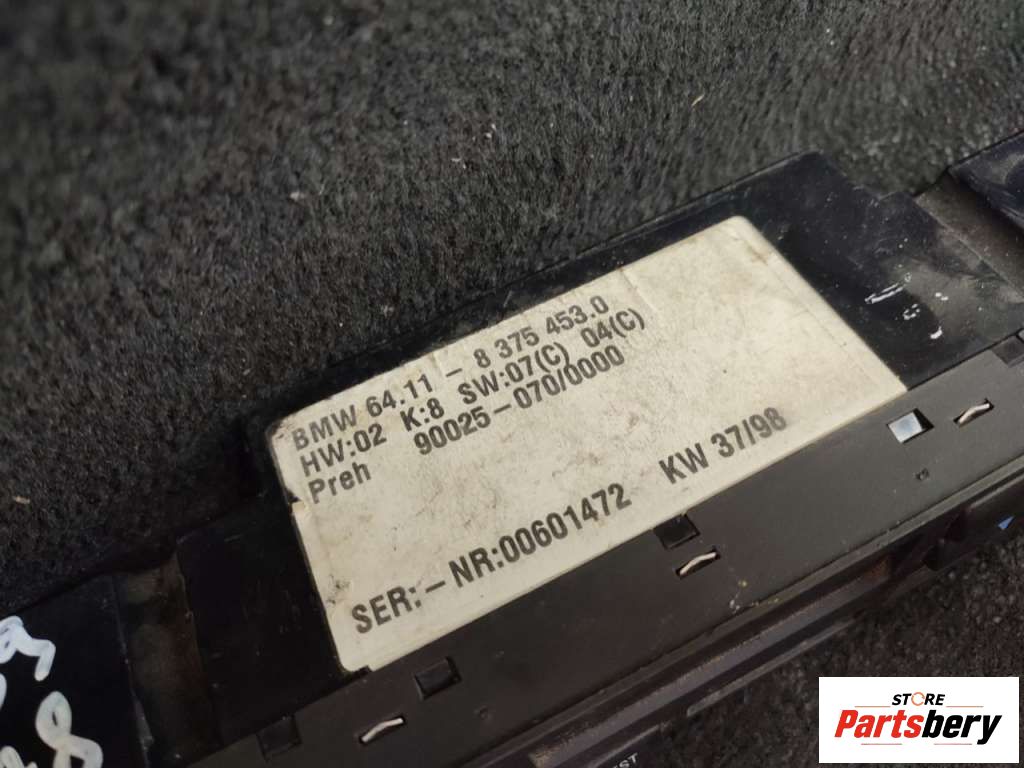 BMW 64.11 - 8 375 453.0
HW:02 K:8 SW:07(C) 04(C)
Preh 90025-070/0000
SER:-NR:00601472 KW 37/98
STORE
Partsbery